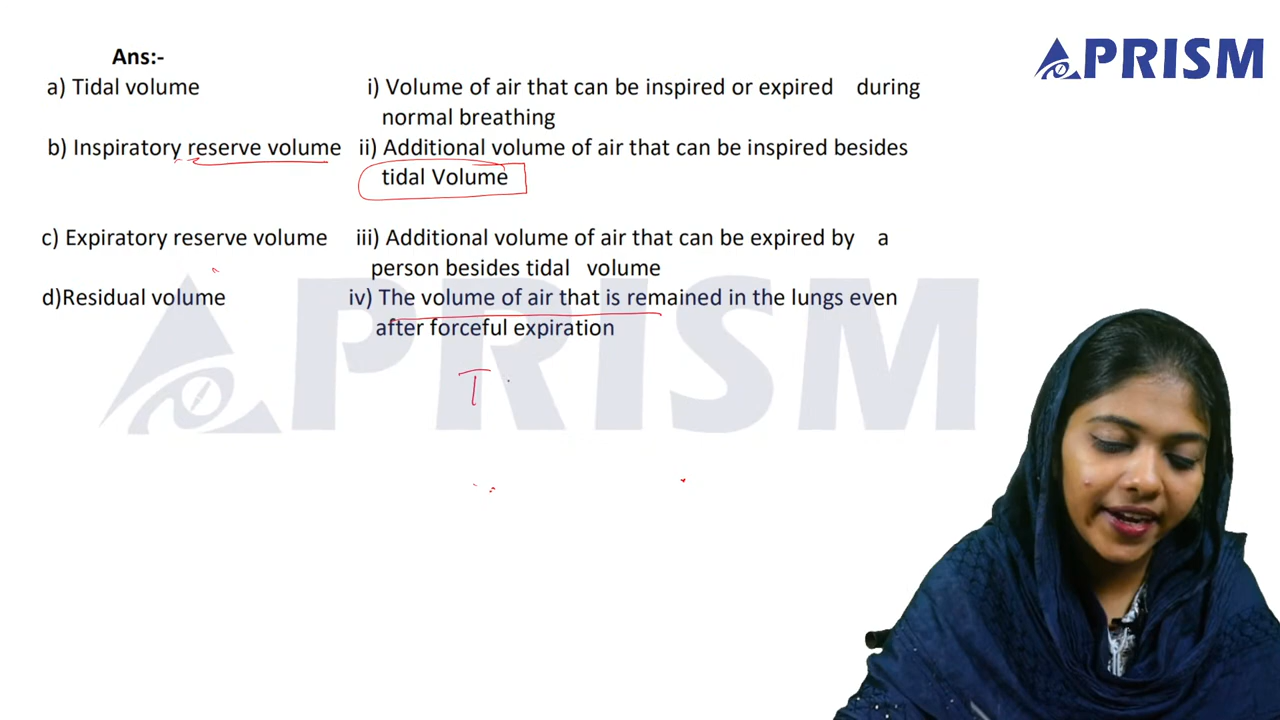 Ans:-
PRISM
a) Tidal volume i) Volume of air that can be inspired or expired during
normal breathing
b) Inspiratory reserve volume ii) Additional volume of air that can be inspired besides
tidal Volume
c) Expiratory reserve volume iii) Additional volume of air that can be expired by a
person besides tidal volume
d)Residual volume iv) The volume of air that is remained in the lungs even
after forceful expiration
PRISM
T